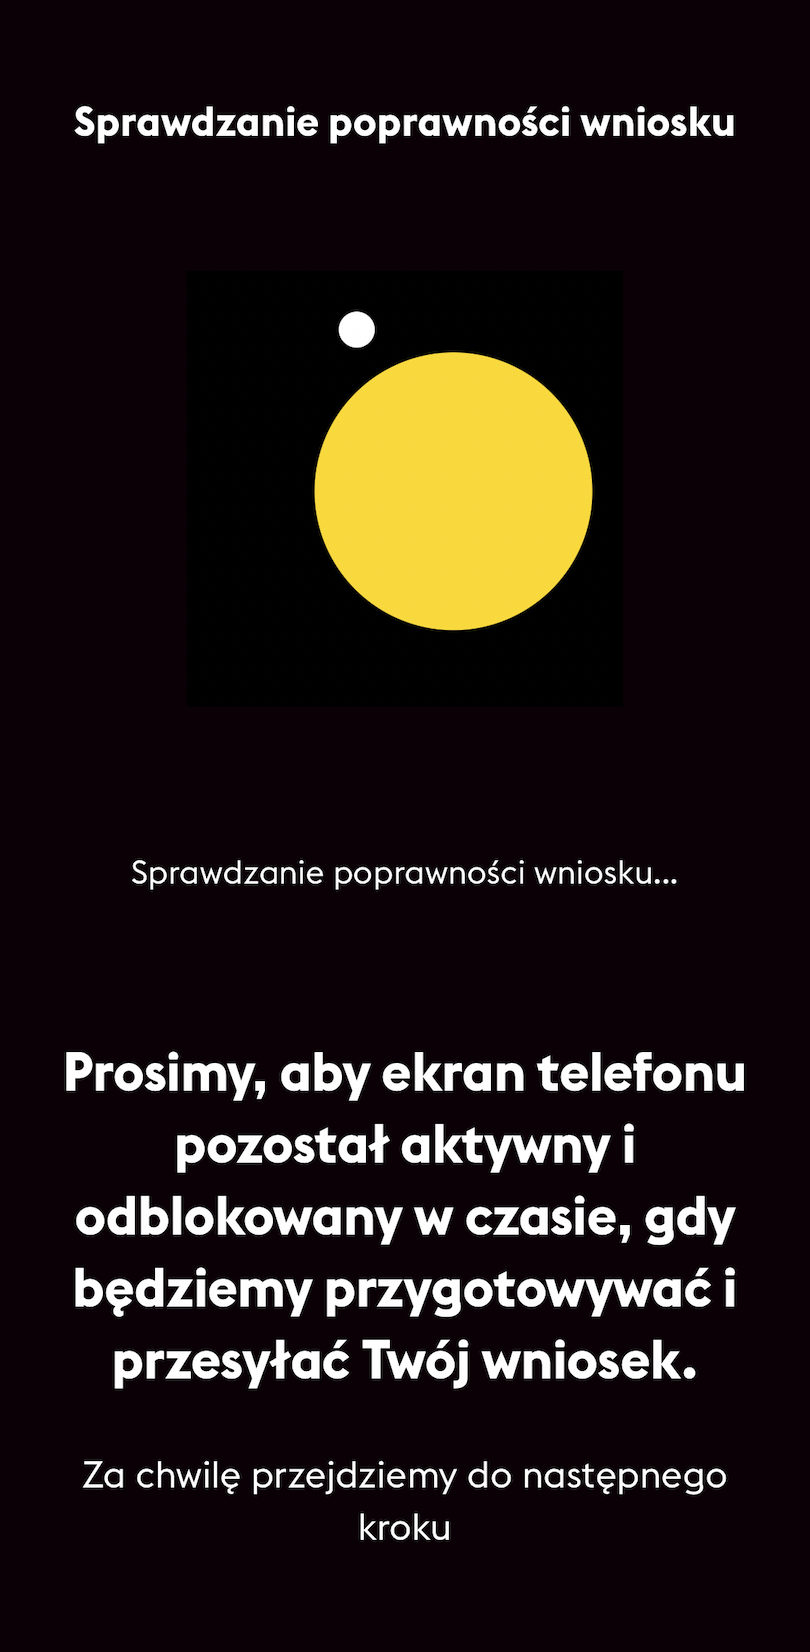 Sprawdzanie poprawności wniosku
Sprawdzanie poprawności wniosku...
Prosimy, aby ekran telefonu
pozostał aktywny i
odblokowany w czasie, gdy
będziemy przygotowywać i
przesyłać Twój wniosek.
Za chwilę przejdziemy do następnego
kroku